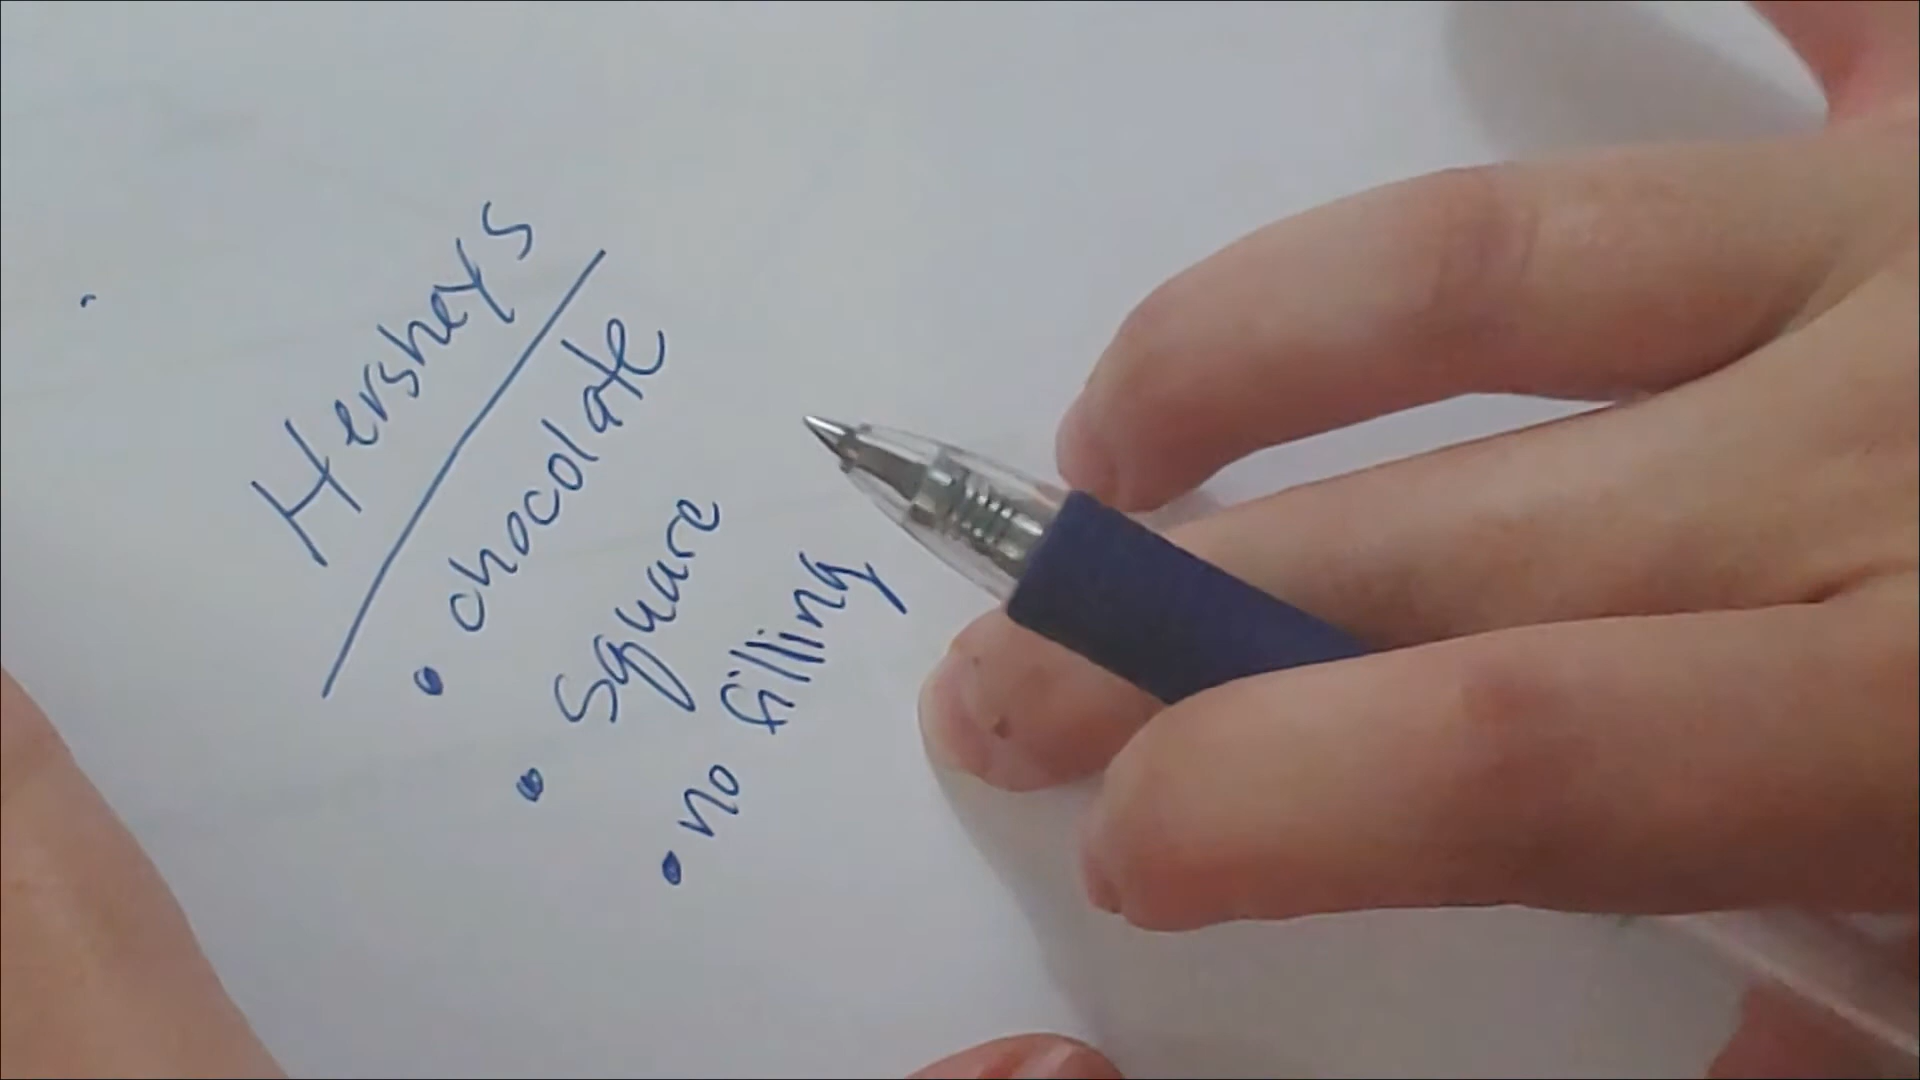 Hersheys
• chocolate
• Square
• no filling